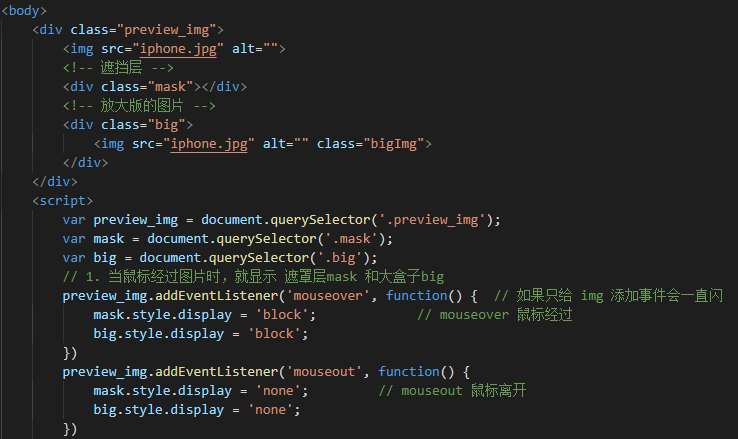 <body>
<div class="preview_img">
<img src="iphone.jpg" alt="">
<!-- 遮挡层 -->
<div class="mask"></div>
<!-- 放大版的图片 -->
<div class="big">
<img src="iphone.jpg" alt="" class="bigImg">
</div>
</div>
<script>
var preview_img = document.querySelector('.preview_img');
var mask = document.querySelector('.mask');
var big = document.querySelector('.big');
// 1. 当鼠标经过图片时，就显示 遮罩层mask 和大盒子big
preview_img.addEventListener('mouseover', function() {  // 如果只给 img 添加事件会一直闪
mask.style.display = 'block';             // mouseover 鼠标经过
big.style.display = 'block';
})
preview_img.addEventListener('mouseout', function() {
mask.style.display = 'none';         // mouseout 鼠标离开
big.style.display = 'none';
})